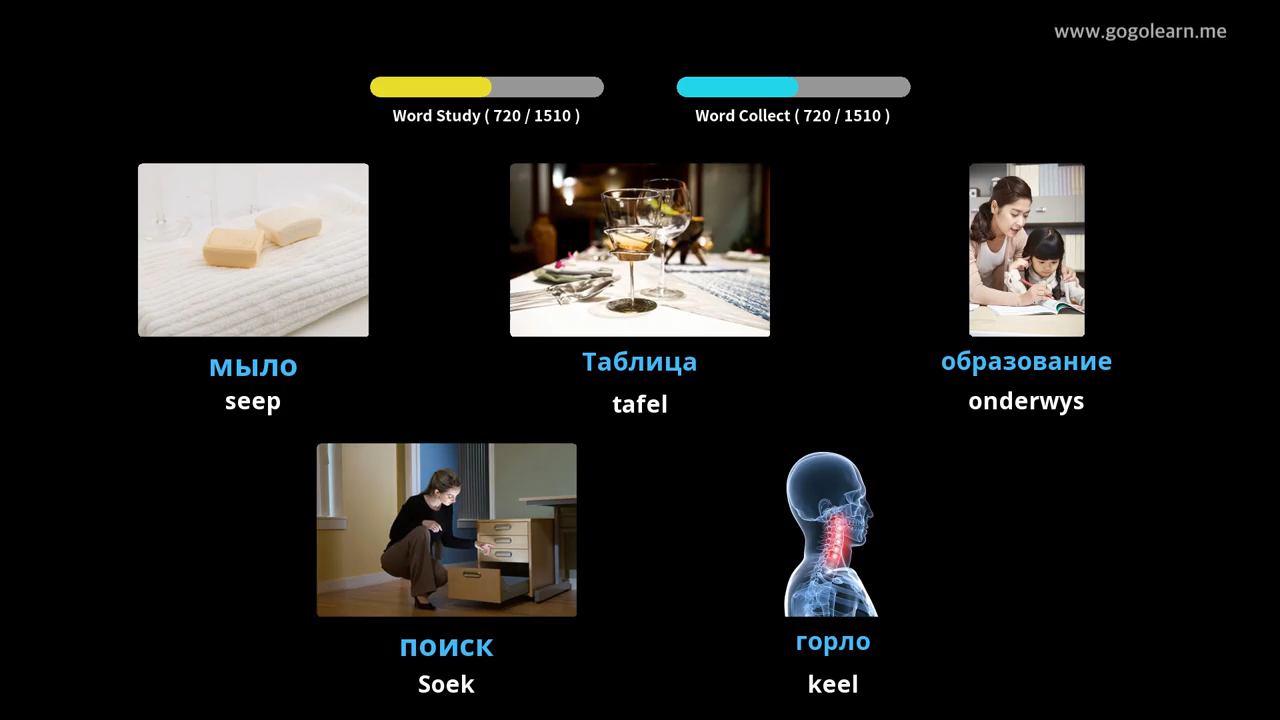 www.gogolearn.me
Word Study ( 720 / 1510 )
Word Collect ( 720 / 1510 )
мыло
seep
Таблица
tafel
образование
onderwys
поиск
Soek
горло
keel